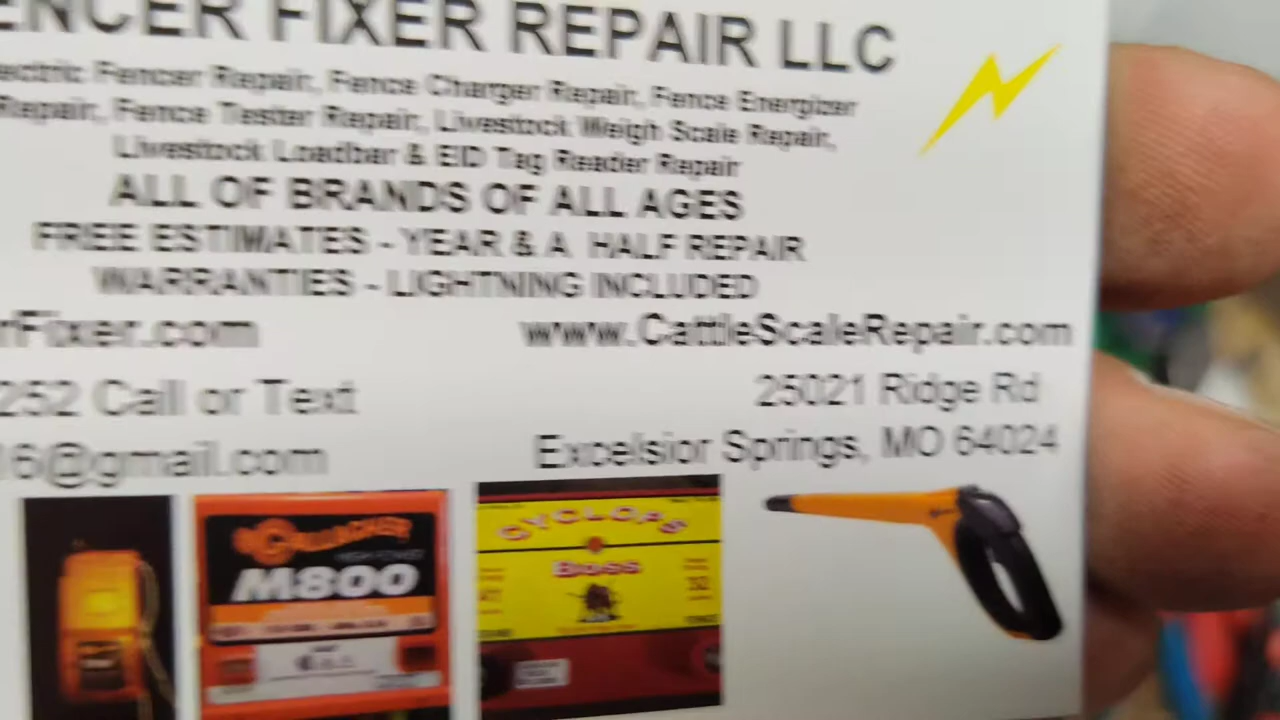 ENCER FIXER REPAIR LLC
ectric Fencer Repair, Fence Charger Repair, Fence Energizer
Repair, Fence Tester Repair, Livestock Weigh Scale Repair,
Livestock Loadbar & EID Tag Reader Repair
ALL OF BRANDS OF ALL AGES
FREE ESTIMATES - YEAR & A HALF REPAIR
WARRANTIES - LIGHTNING INCLUDED
rFixer.com
www.CattleScaleRepair.com
252 Call or Text
25021 Ridge Rd
16@gmail.com
Excelsior Springs, MO 64024
GALLAGHER
M800
CYCLOPS
BOSS